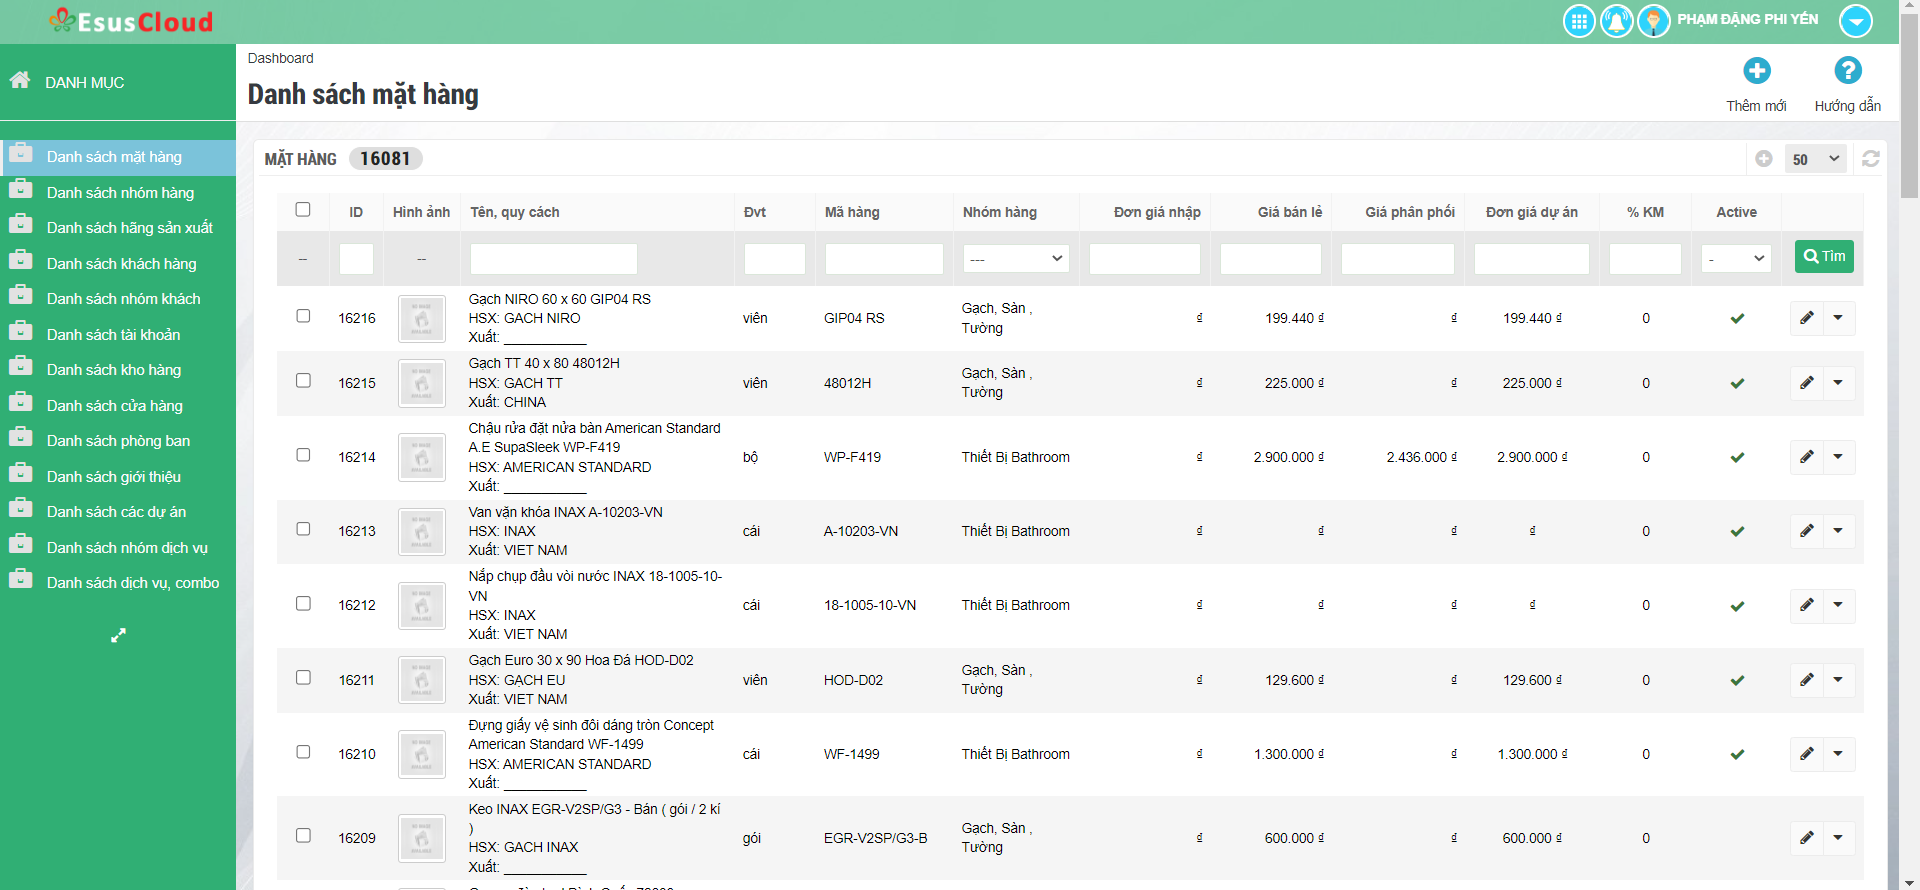 EsusCloud
PHẠM ĐẶNG PHI YẾN
DANH MỤC
Danh sách mặt hàng
Danh sách nhóm hàng
Danh sách hãng sản xuất
Danh sách khách hàng
Danh sách nhóm khách
Danh sách tài khoản
Danh sách kho hàng
Danh sách cửa hàng
Danh sách phòng ban
Danh sách giới thiệu
Danh sách các dự án
Danh sách nhóm dịch vụ
Danh sách dịch vụ, combo
Dashboard
Danh sách mặt hàng
Thêm mới
Hướng dẫn
MẶT HÀNG 16081
50
ID Hình ảnh Tên, quy cách Đvt Mã hàng Nhóm hàng Đơn giá nhập Giá bán lẻ Giá phân phối Đơn giá dự án % KM Active
-- -- --- - Tìm
16216
Gạch NIRO 60 x 60 GIP04 RS
HSX: GẠCH NIRO
Xuất: ___________
viên GIP04 RS
Gạch, Sàn ,
Tường
đ 199.440 đ đ 199.440 đ 0
16215
Gạch TT 40 x 80 48012H
HSX: GẠCH TT
Xuất: CHINA
viên 48012H
Gạch, Sàn ,
Tường
đ 225.000 đ đ 225.000 đ 0
16214
Chậu rửa đặt nửa bàn American Standard
A.E SupaSleek WP-F419
HSX: AMERICAN STANDARD
Xuất: ___________
bộ WP-F419 Thiết Bị Bathroom đ 2.900.000 đ 2.436.000 đ 2.900.000 đ 0
16213
Van vặn khóa INAX A-10203-VN
HSX: INAX
Xuất: VIET NAM
cái A-10203-VN Thiết Bị Bathroom đ đ đ đ 0
16212
Nắp chụp đầu vòi nước INAX 18-1005-10-
VN
HSX: INAX
Xuất: VIET NAM
cái 18-1005-10-VN Thiết Bị Bathroom đ đ đ đ 0
16211
Gạch Euro 30 x 90 Hoa Đá HOD-D02
HSX: GẠCH EU
Xuất: VIET NAM
viên HOD-D02
Gạch, Sàn ,
Tường
đ 129.600 đ đ 129.600 đ 0
16210
Đựng giấy vệ sinh đôi dáng tròn Concept
American Standard WF-1499
HSX: AMERICAN STANDARD
Xuất: ___________
cái WF-1499 Thiết Bị Bathroom đ 1.300.000 đ đ 1.300.000 đ 0
16209
Keo INAX EGR-V2SP/G3 - Bán ( gói / 2 kí
)
HSX: GẠCH INAX
Xuất: ___________
gói EGR-V2SP/G3-B
Gạch, Sàn ,
Tường
đ 600.000 đ đ 600.000 đ 0